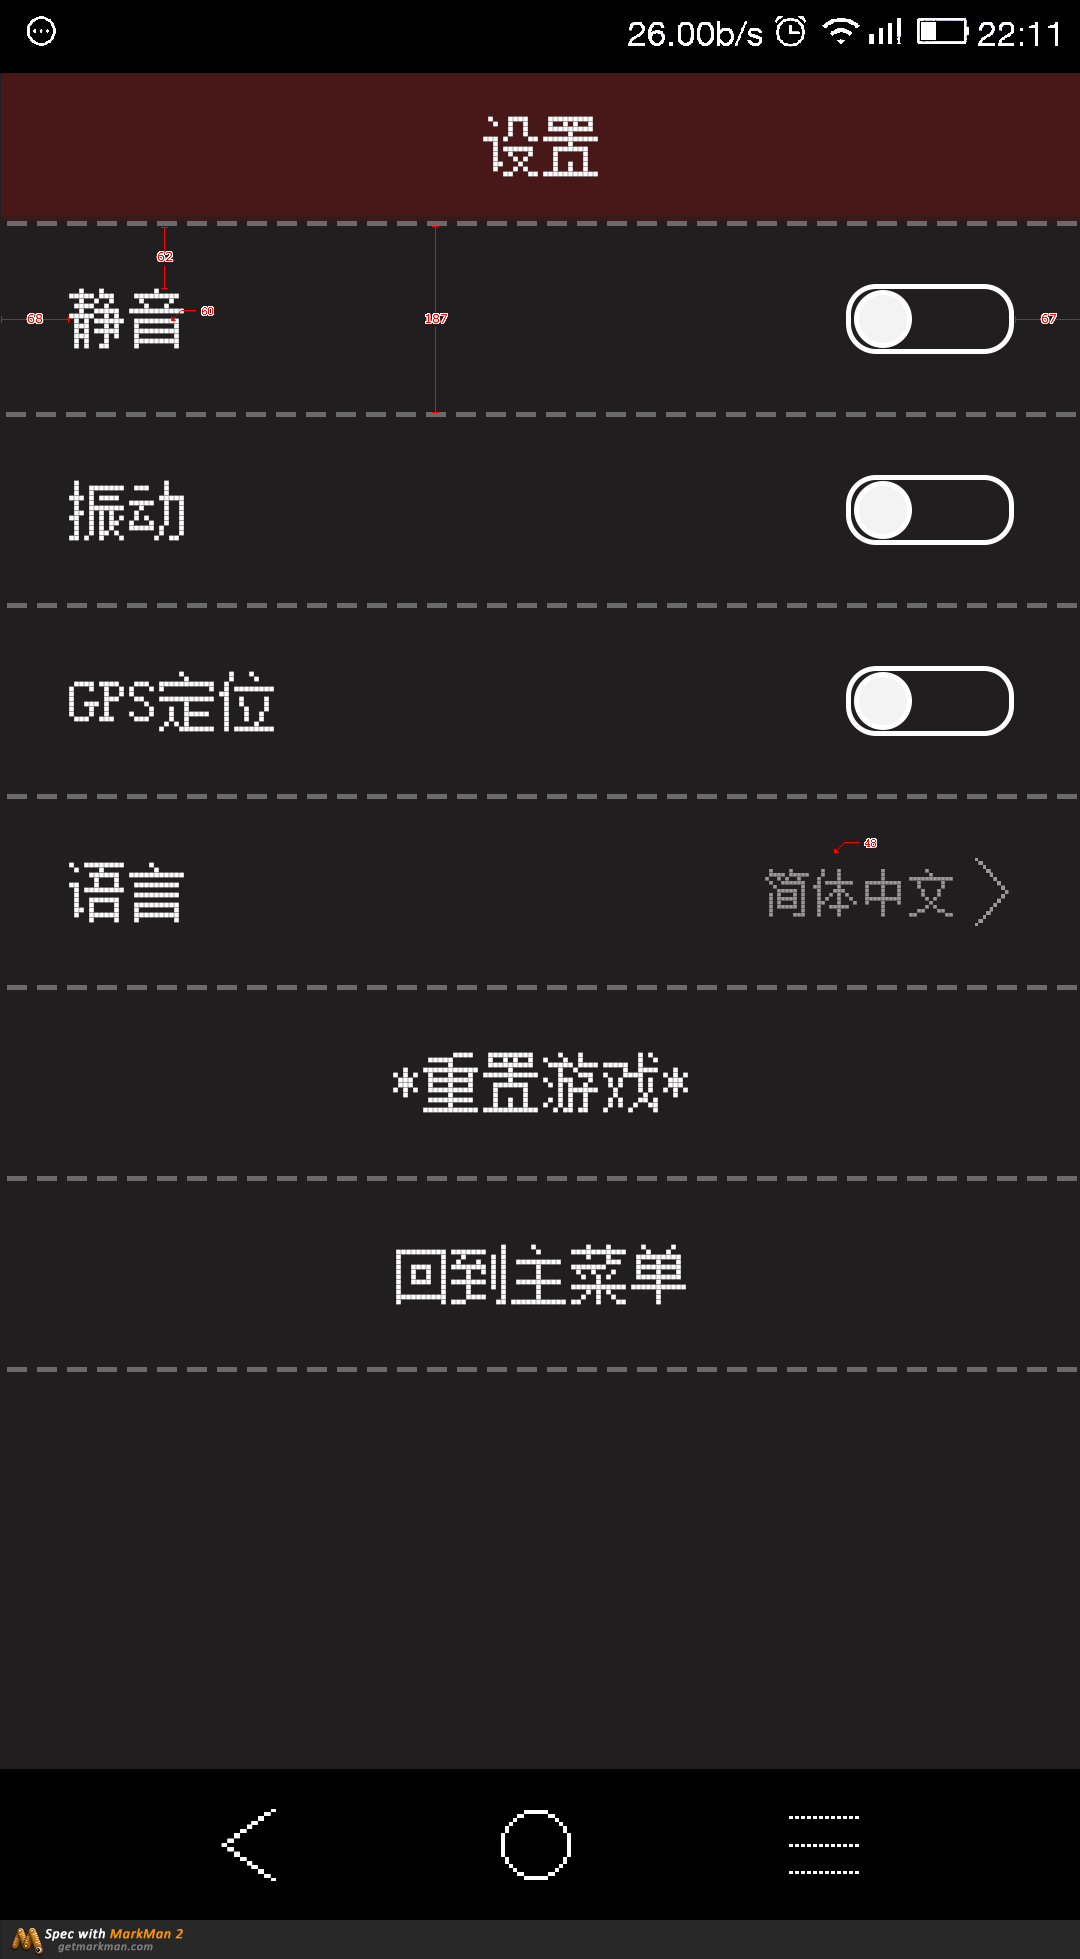 26.00b/s 22:11
设置
62
68 静音 60 187 67
振动
GPS定位
48
语言 简体中文
*重置游戏*
回到主菜单
Spec with MarkMan 2
getmarkman.com